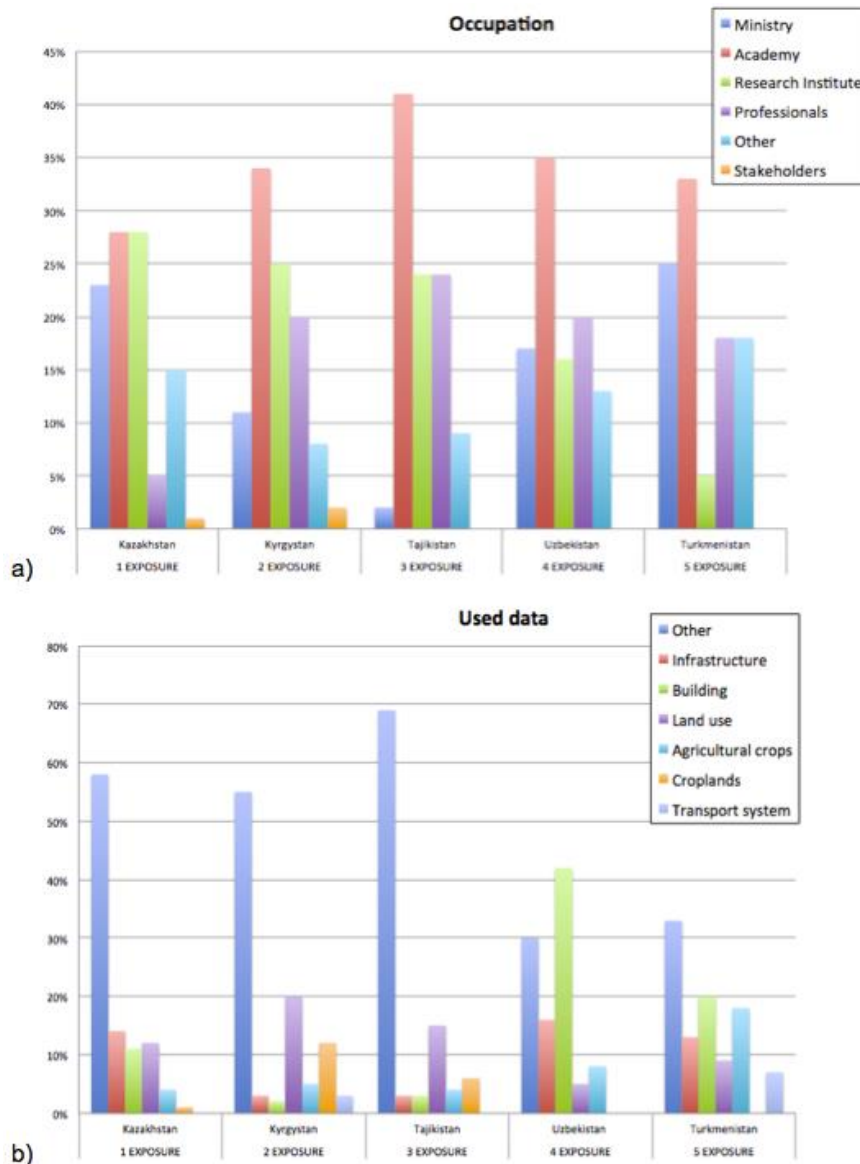 Occupation
Ministry
Academy
Research Institute
Professionals
Other
Stakeholders
45%
40%
35%
30%
25%
20%
15%
10%
5%
0%
Kazakhstan Kyrgystan Tajikistan Uzbekistan Turkmenistan
1 EXPOSURE 2 EXPOSURE 3 EXPOSURE 4 EXPOSURE 5 EXPOSURE
a)
Used data
Other
Infrastructure
Building
Land use
Agricultural crops
Croplands
Transport system
80%
70%
60%
50%
40%
30%
20%
10%
0%
Kazakhstan Kyrgystan Tajikistan Uzbekistan Turkmenistan
1 EXPOSURE 2 EXPOSURE 3 EXPOSURE 4 EXPOSURE 5 EXPOSURE
b)